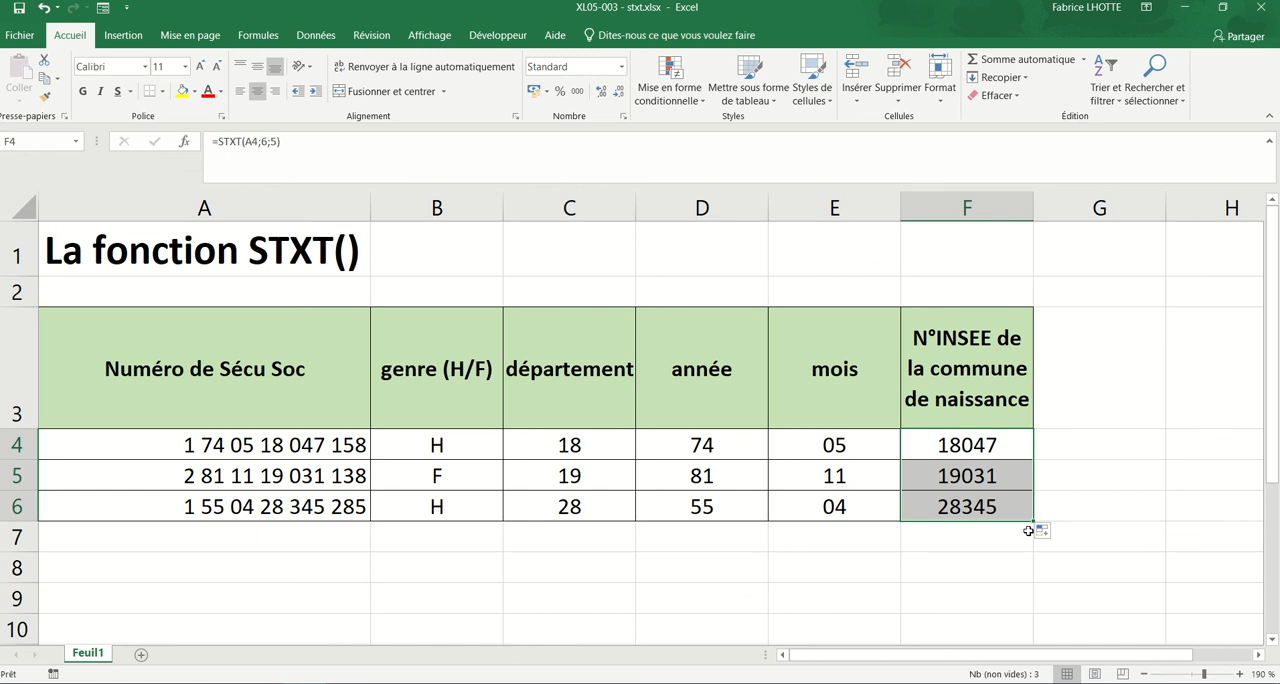 XL05-003 - stxt.xlsx - Excel
Fabrice LHOTTE
Fichier Accueil Insertion Mise en page Formules Données Révision Affichage Développeur Aide Dites-nous ce que vous voulez faire Partager
Coller
Presse-papiers
Calibri 11
G I S
Police
Renvoyer à la ligne automatiquement
Fusionner et centrer
Alignement
Standard
% 000
Nombre
Mise en forme conditionnelle
Mettre sous forme de tableau
Styles de cellules
Styles
Insérer Supprimer Format
Cellules
Somme automatique
Recopier
Effacer
Trier et filtrer
Rechercher et sélectionner
Édition
F4 fx =STXT(A4;6;5)
A B C D E F G H
1 La fonction STXT()
2
3 Numéro de Sécu Soc genre (H/F) département année mois N°INSEE de la commune de naissance
4 1 74 05 18 047 158 H 18 74 05 18047
5 2 81 11 19 031 138 F 19 81 11 19031
6 1 55 04 28 345 285 H 28 55 04 28345
7
8
9
10
Feuil1
Prêt
Nb (non vides) : 3
190 %